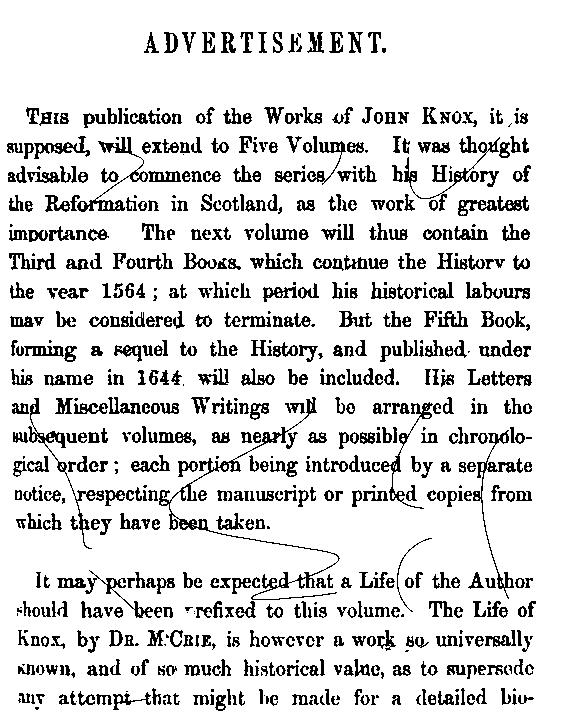 ADVERTISEMENT.
This publication of the Works of John Knox, it is
supposed, will extend to Five Volumes. It was thought
advisable to commence the series with his History of
the Reformation in Scotland, as the work of greatest
importance. The next volume will thus contain the
Third and Fourth Books, which continue the History to
the year 1564 ; at which period his historical labours
may be considered to terminate. But the Fifth Book,
forming a sequel to the History, and published under
his name in 1644, will also be included. His Letters
and Miscellaneous Writings will be arranged in the
subsequent volumes, as nearly as possible in chronolo-
gical order ; each portion being introduced by a separate
notice, respecting the manuscript or printed copies from
which they have been taken.
It may perhaps be expected that a Life of the Author
should have been prefixed to this volume. The Life of
Knox, by Dr. M'Crie, is however a work so universally
known, and of so much historical value, as to supersede
any attempt that might be made for a detailed bio-